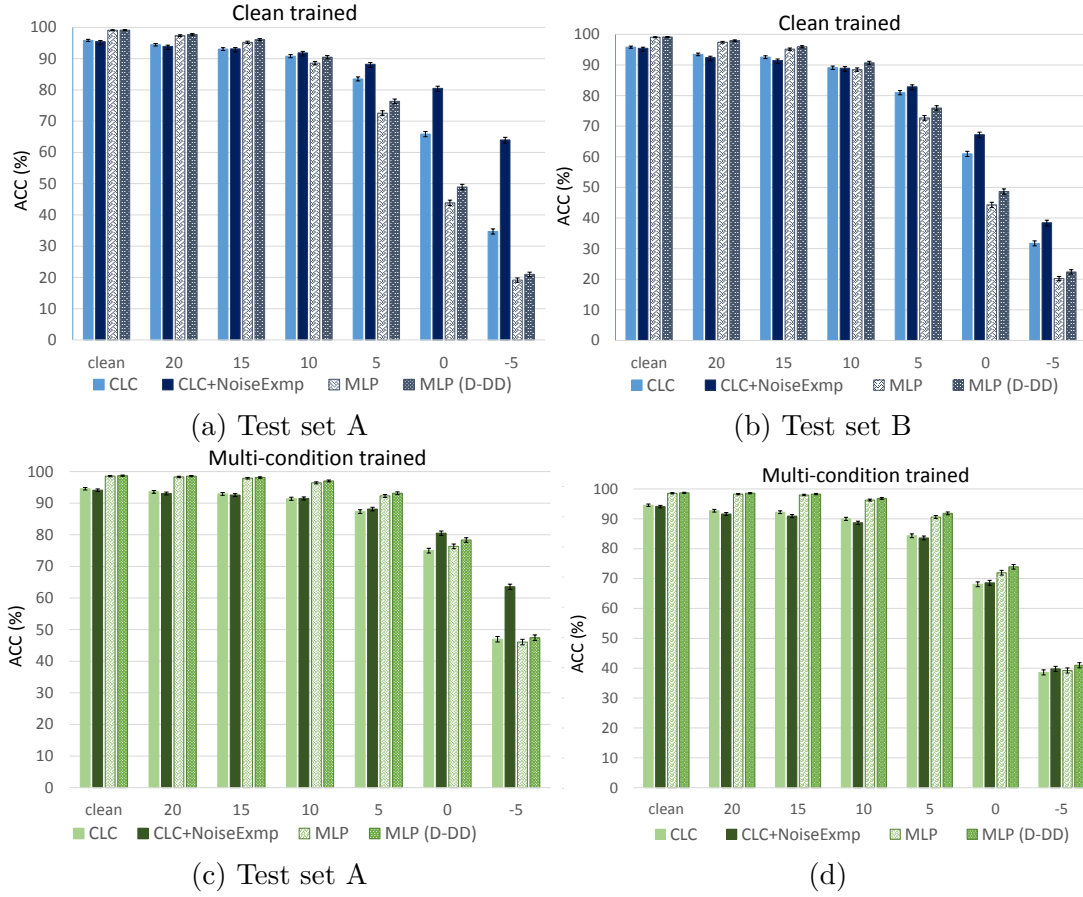 Clean trained
100
90
80
70
60
50
40
30
20
10
0
ACC (%)
clean 20 15 10 5 0 -5
CLC CLC+NoiseExmp MLP MLP (D-DD)
(a) Test set A
Clean trained
100
90
80
70
60
50
40
30
20
10
0
ACC (%)
clean 20 15 10 5 0 -5
CLC CLC+NoiseExmp MLP MLP (D-DD)
(b) Test set B
Multi-condition trained
100
90
80
70
60
50
40
30
20
10
0
ACC (%)
clean 20 15 10 5 0 -5
CLC CLC+NoiseExmp MLP MLP (D-DD)
(c) Test set A
Multi-condition trained
100
90
80
70
60
50
40
30
20
10
0
ACC (%)
clean 20 15 10 5 0 -5
CLC CLC+NoiseExmp MLP MLP (D-DD)
(d)